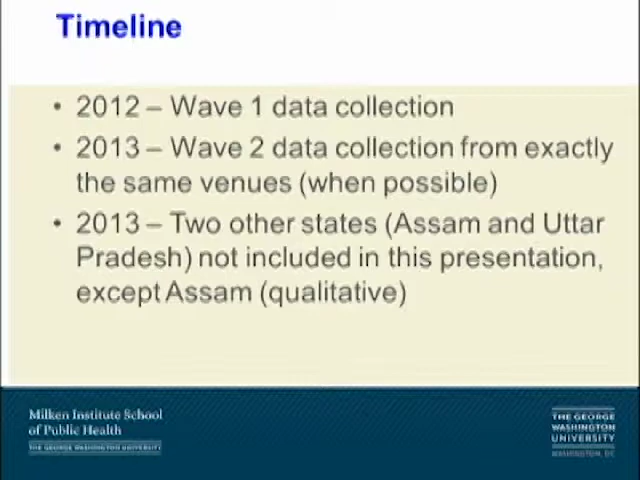 Timeline
• 2012 – Wave 1 data collection
• 2013 – Wave 2 data collection from exactly
the same venues (when possible)
• 2013 – Two other states (Assam and Uttar
Pradesh) not included in this presentation,
except Assam (qualitative)
Milken Institute School
of Public Health
THE GEORGE WASHINGTON UNIVERSITY
THE GEORGE
WASHINGTON
UNIVERSITY
WASHINGTON, DC